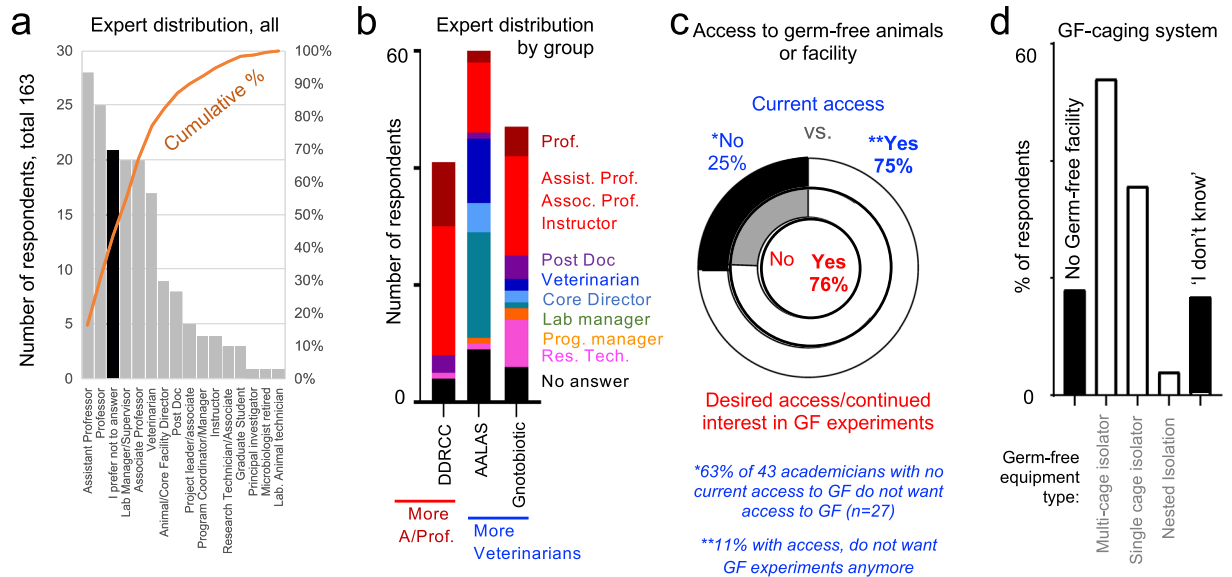 a
Expert distribution, all
Number of respondents, total 163
30
25
20
15
10
5
0
100%
90%
80%
70%
60%
50%
40%
30%
20%
10%
0%
Cumulative %
Assistant Professor
Professor
I prefer not to answer
Lab Manager/Supervisor
Associate Professor
Veterinarian
Animal/Core Facility Director
Post Doc
Project leader/associate
Program Coordinator/Manager
Instructor
Research Technician/Associate
Graduate Student
Principal investigator
Microbiologist retired
Lab. Animal technician
b
Expert distribution
by group
Number of respondents
60
0
Prof.
Assist. Prof.
Assoc. Prof.
Instructor
Post Doc
Veterinarian
Core Director
Lab manager
Prog. manager
Res. Tech.
No answer
DDRCC
AALAS
Gnotobiotic
More
A/Prof.
More
Veterinarians
c
Access to germ-free animals
or facility
Current access
vs.
*No
25%
**Yes
75%
No
Yes
76%
Desired access/continued
interest in GF experiments
*63% of 43 academicians with no
current access to GF do not want
access to GF (n=27)
**11% with access, do not want
GF experiments anymore
d
GF-caging system
% of respondents
60
0
No Germ-free facility
'I don't know'
Germ-free
equipment
type:
Multi-cage isolator
Single cage isolator
Nested Isolation